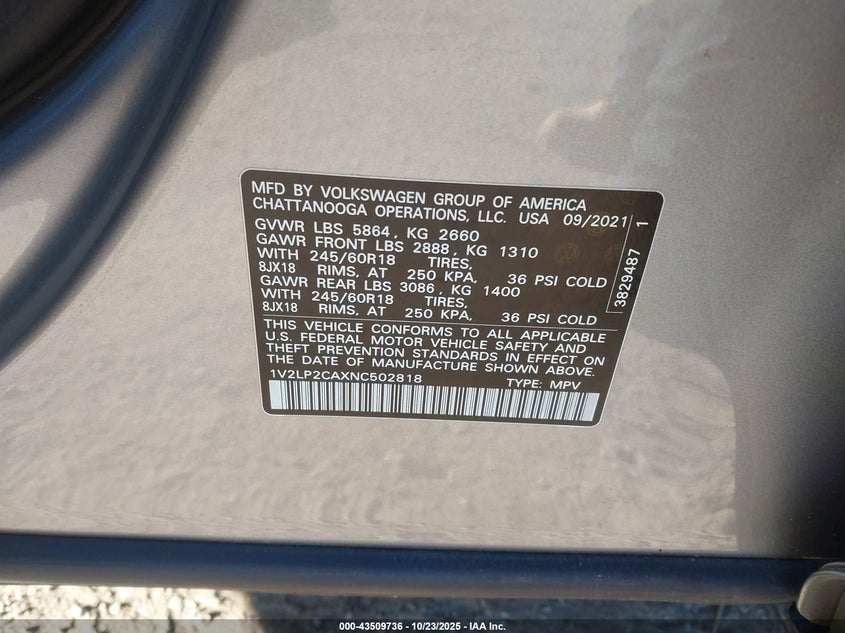 MFD BY VOLKSWAGEN GROUP OF AMERICA
CHATTANOOGA OPERATIONS, LLC. USA 09/2021
GVWR LBS 5864, KG 2660
GAWR FRONT LBS 2888, KG 1310
WITH 245/60R18 TIRES,
8JX18 RIMS, AT 250 KPA, 36 PSI COLD
GAWR REAR LBS 3086, KG 1400
WITH 245/60R18 TIRES,
8JX18 RIMS, AT 250 KPA, 36 PSI COLD
THIS VEHICLE CONFORMS TO ALL APPLICABLE
U.S. FEDERAL MOTOR VEHICLE SAFETY AND
THEFT PREVENTION STANDARDS IN EFFECT ON
THE DATE OF MANUFACTURE SHOWN ABOVE.
1V2LP2CAXNC502818 TYPE: MPV
3829487 1
000-43509736 - 10/23/2025 - IAA Inc.